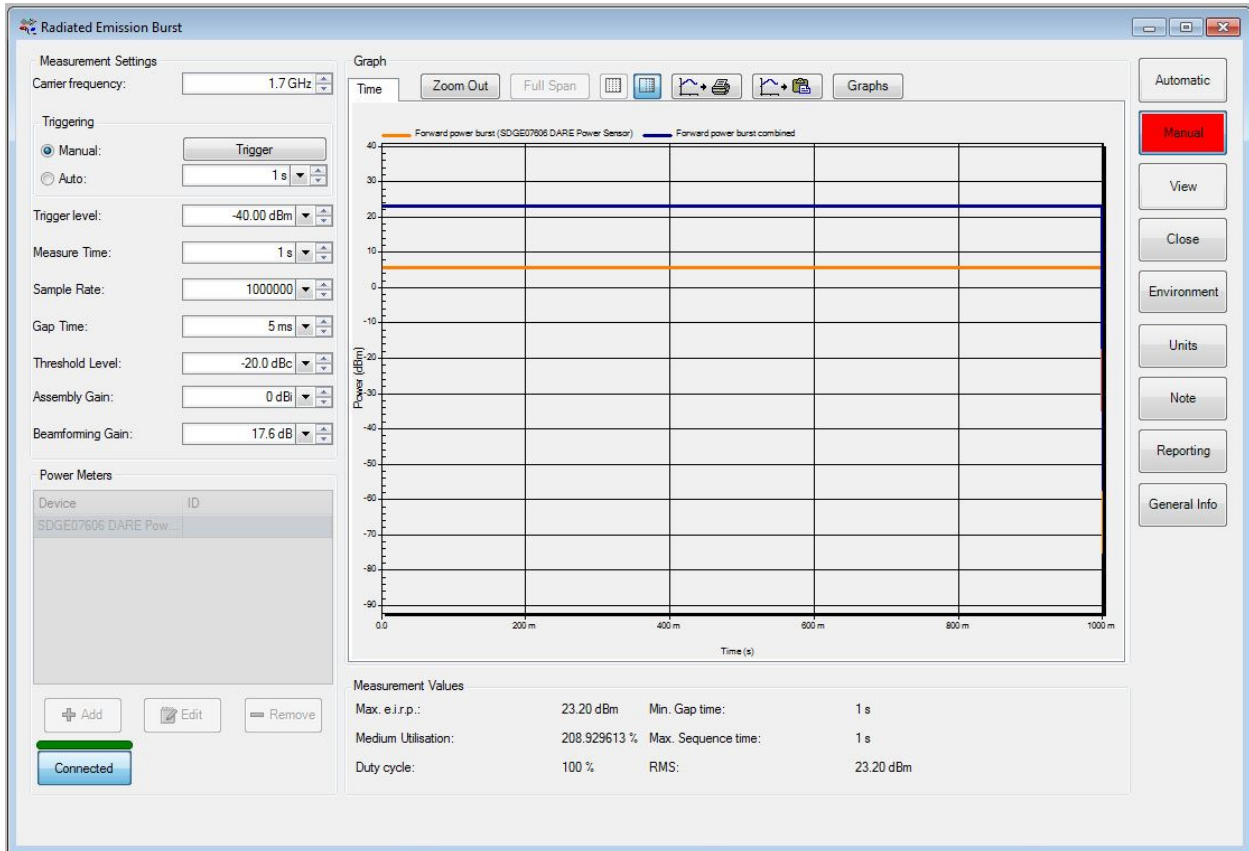 Radiated Emission Burst
Measurement Settings
Carrier frequency: 1.7 GHz
Triggering
Manual: Trigger
Auto: 1 s
Trigger level: -40.00 dBm
Measure Time: 1 s
Sample Rate: 1000000
Gap Time: 5 ms
Threshold Level: -20.0 dBc
Assembly Gain: 0 dBi
Beamforming Gain: 17.6 dB
Power Meters
Device ID
SDGE07606 DARE Pow...
Add Edit Remove
Connected
Graph
Time Zoom Out Full Span Graphs
Forward power burst (SDGE07606 DARE Power Sensor) Forward power burst combined
40
30
20
10
0
-10
-20
-30
-40
-50
-60
-70
-80
-90
Power (dBm)
0.0 200 m 400 m 600 m 800 m 1000 m
Time (s)
Measurement Values
Max. e.i.r.p.: 23.20 dBm Min. Gap time: 1 s
Medium Utilisation: 208.929613 % Max. Sequence time: 1 s
Duty cycle: 100 % RMS: 23.20 dBm
Automatic
Manual
View
Close
Environment
Units
Note
Reporting
General Info